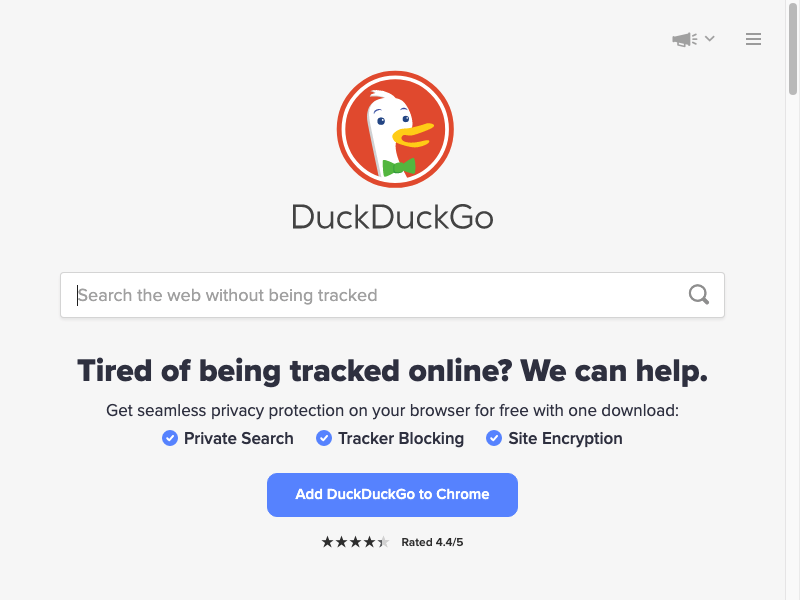 DuckDuckGo
Search the web without being tracked
Tired of being tracked online? We can help.
Get seamless privacy protection on your browser for free with one download:
Private Search Tracker Blocking Site Encryption
Add DuckDuckGo to Chrome
Rated 4.4/5